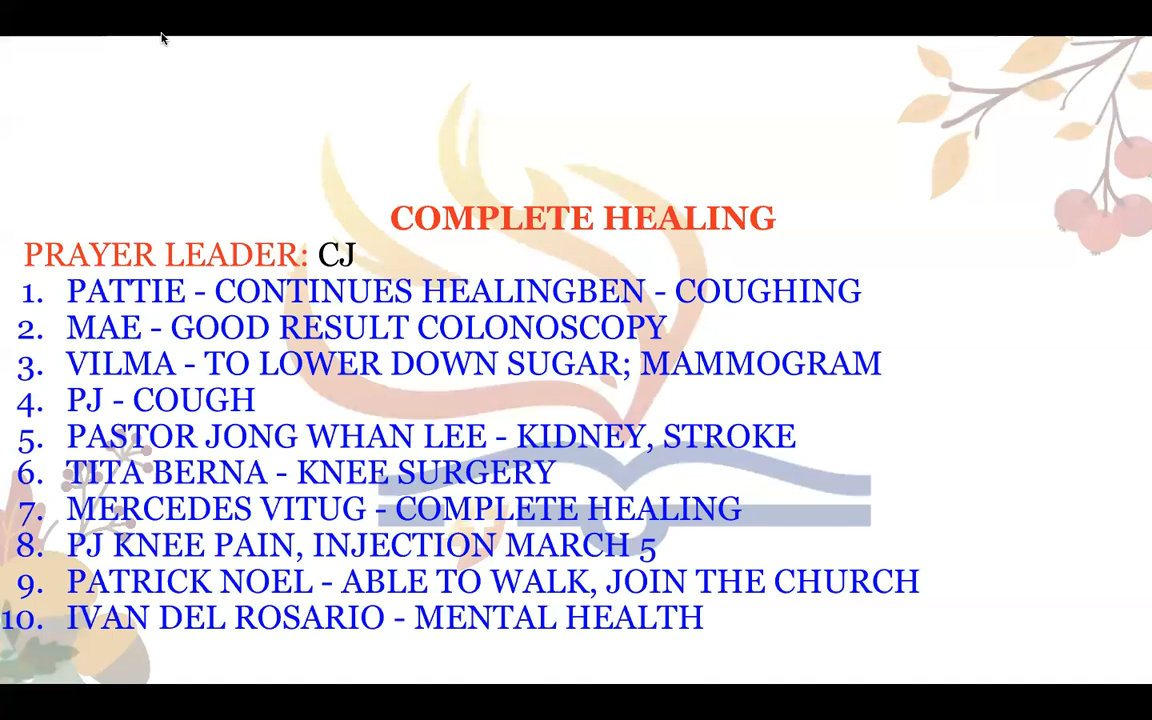 COMPLETE HEALING
PRAYER LEADER: CJ
1. PATTIE - CONTINUES HEALINGBEN - COUGHING
2. MAE - GOOD RESULT COLONOSCOPY
3. VILMA - TO LOWER DOWN SUGAR; MAMMOGRAM
4. PJ - COUGH
5. PASTOR JONG WHAN LEE - KIDNEY, STROKE
6. TITA BERNA - KNEE SURGERY
7. MERCEDES VITUG - COMPLETE HEALING
8. PJ KNEE PAIN, INJECTION MARCH 5
9. PATRICK NOEL - ABLE TO WALK, JOIN THE CHURCH
10. IVAN DEL ROSARIO - MENTAL HEALTH